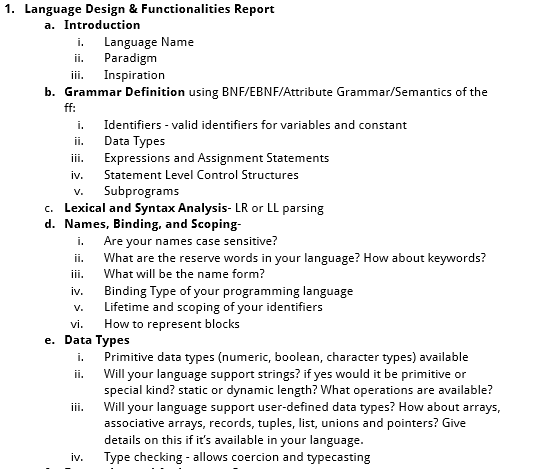 1. Language Design & Functionalities Report
a. Introduction
i. Language Name
ii. Paradigm
iii. Inspiration
b. Grammar Definition using BNF/EBNF/Attribute Grammar/Semantics of the
ff:
i. Identifiers - valid identifiers for variables and constant
ii. Data Types
iii. Expressions and Assignment Statements
iv. Statement Level Control Structures
v. Subprograms
c. Lexical and Syntax Analysis- LR or LL parsing
d. Names, Binding, and Scoping-
i. Are your names case sensitive?
ii. What are the reserve words in your language? How about keywords?
iii. What will be the name form?
iv. Binding Type of your programming language
v. Lifetime and scoping of your identifiers
vi. How to represent blocks
e. Data Types
i. Primitive data types (numeric, boolean, character types) available
ii. Will your language support strings? if yes would it be primitive or
special kind? static or dynamic length? What operations are available?
iii. Will your language support user-defined data types? How about arrays,
associative arrays, records, tuples, list, unions and pointers? Give
details on this if it's available in your language.
iv. Type checking - allows coercion and typecasting